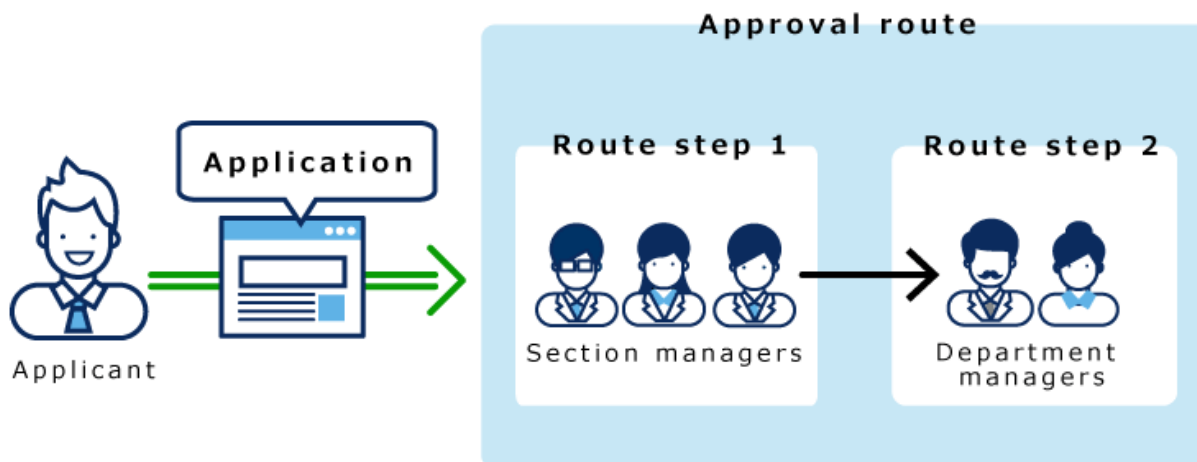 Approval route
Application
Route step 1
Route step 2
Applicant
Section managers
Department
managers